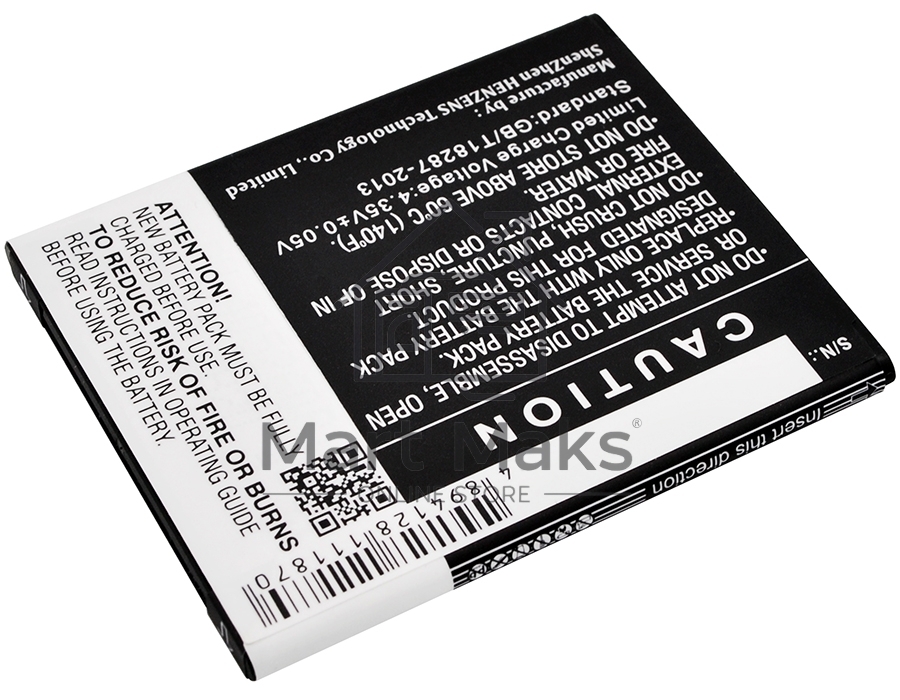 ATTENTION!
NEW BATTERY PACK MUST BE FULLY
CHARGED BEFORE USE.
TO REDUCE RISK OF FIRE OR BURNS
READ INSTRUCTIONS IN OPERATING GUIDE
BEFORE USING THE BATTERY.
S/N:
CAUTION
•DO NOT ATTEMPT TO DISASSEMBLE, OPEN
OR SERVICE THE BATTERY PACK.
•REPLACE ONLY WITH THE BATTERY PACK
DESIGNATED FOR THIS PRODUCT!
•DO NOT CRUSH, PUNCTURE, SHORT
EXTERNAL CONTACTS OR DISPOSE OF IN
FIRE OR WATER.
•DO NOT STORE ABOVE 60°C (140°F).
Limited Charge Voltage:4.35V±0.05V
Standard:GB/T18287-2013
Manufacture by:
ShenZhen HENZENS Technology Co., Limited
Insert this direction
Mart Maks®
ONLINE STORE